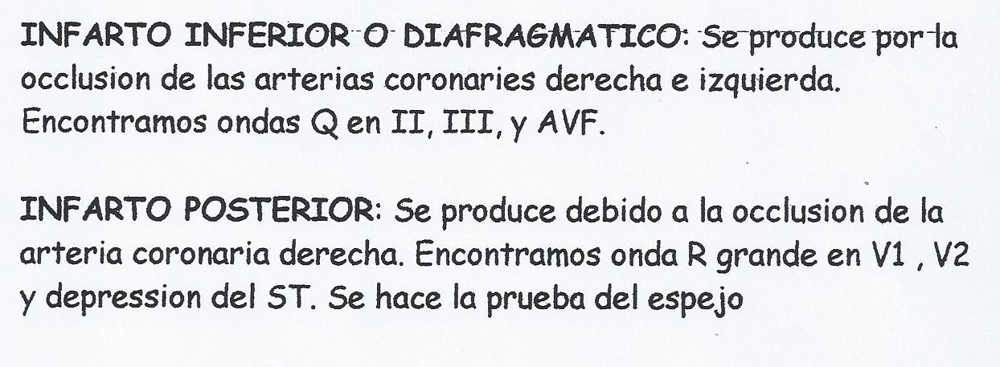 INFARTO INFERIOR O DIAFRAGMATICO: Se produce por la
occlusion de las arterias coronaries derecha e izquierda.
Encontramos ondas Q en II, III, y AVF.
INFARTO POSTERIOR: Se produce debido a la occlusion de la
arteria coronaria derecha. Encontramos onda R grande en V1 , V2
y depression del ST. Se hace la prueba del espejo